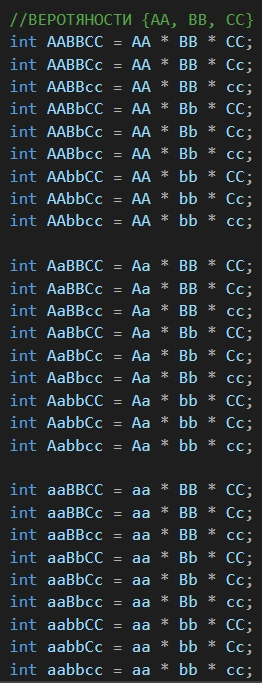 //ВЕРОТЯНОСТИ {AA, BB, CC}
int AABBCC = AA * BB * CC;
int AABBCc = AA * BB * Cc;
int AABBcc = AA * BB * cc;
int AABbCC = AA * Bb * CC;
int AABbCc = AA * Bb * Cc;
int AABbcc = AA * Bb * cc;
int AAbbCC = AA * bb * CC;
int AAbbCc = AA * bb * Cc;
int AAbbcc = AA * bb * cc;
int AaBBCC = Aa * BB * CC;
int AaBBCc = Aa * BB * Cc;
int AaBBcc = Aa * BB * cc;
int AaBbCC = Aa * Bb * CC;
int AaBbCc = Aa * Bb * Cc;
int AaBbcc = Aa * Bb * cc;
int AabbCC = Aa * bb * CC;
int AabbCc = Aa * bb * Cc;
int Aabbcc = Aa * bb * cc;
int aaBBCC = aa * BB * CC;
int aaBBCc = aa * BB * Cc;
int aaBBcc = aa * BB * cc;
int aaBbCC = aa * Bb * CC;
int aaBbCc = aa * Bb * Cc;
int aaBbcc = aa * Bb * cc;
int aabbCC = aa * bb * CC;
int aabbCc = aa * bb * Cc;
int aabbcc = aa * bb * cc;